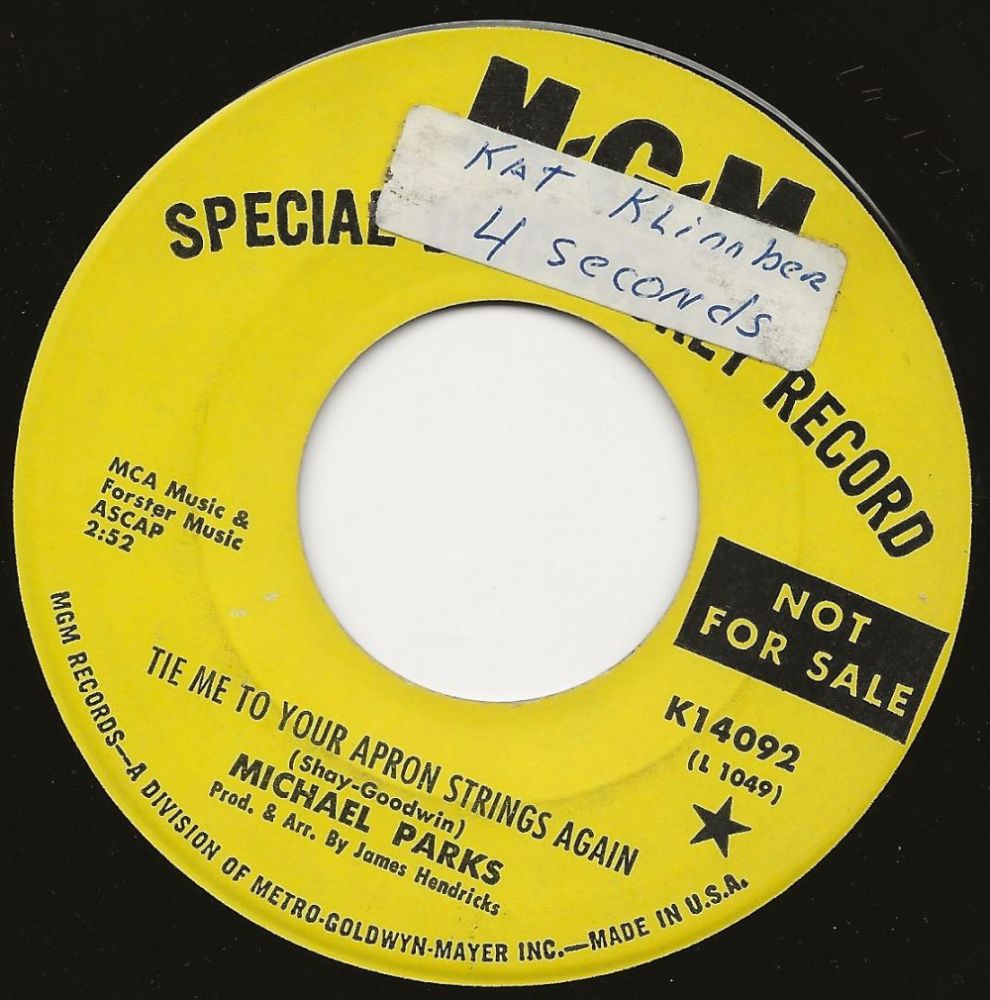 M·G·M
SPECIAL RECORD
Kat Klimber
4 Seconds
MCA Music &
Forster Music
ASCAP
2:52
NOT
FOR SALE
K14092
(L 1049)
TIE ME TO YOUR APRON STRINGS AGAIN
(Shay-Goodwin)
MICHAEL PARKS
Prod. & Arr. By James Hendricks
MGM RECORDS—A DIVISION OF METRO-GOLDWYN-MAYER INC.—MADE IN U.S.A.